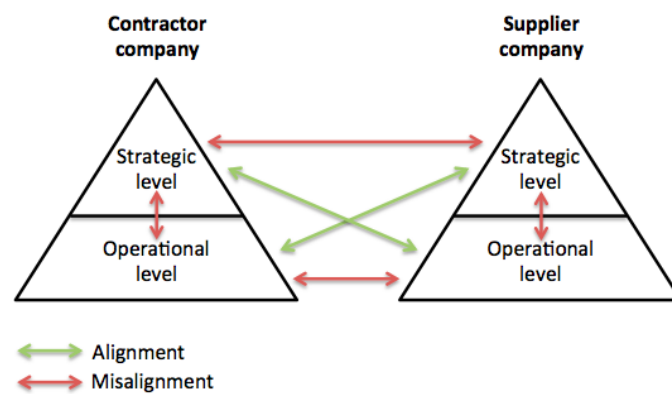 Contractor
company
Supplier
company
Strategic
level
Strategic
level
Operational
level
Operational
level
Alignment
Misalignment